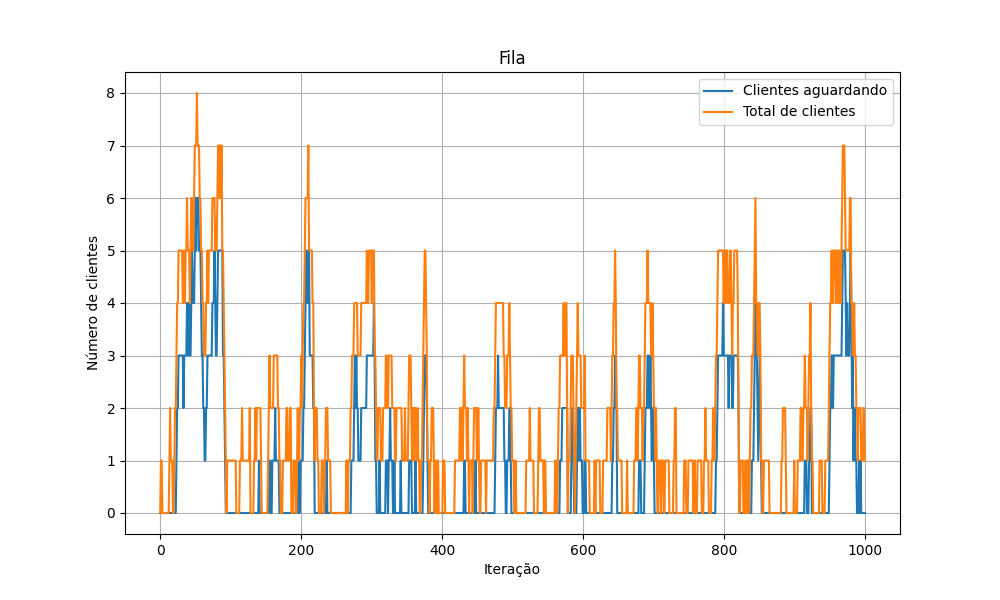 Fila
Clientes aguardando
Total de clientes
8
7
6
5
4
3
2
1
0
Número de clientes
0 200 400 600 800 1000
Iteração